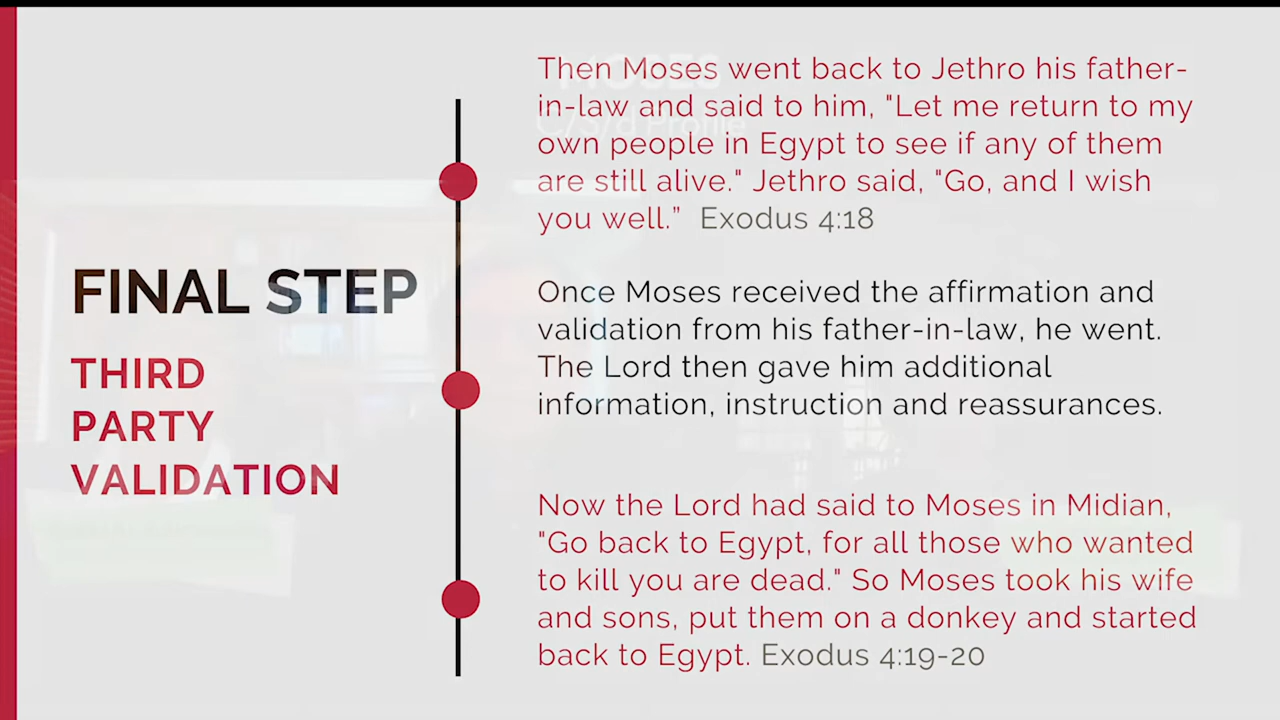 FINAL STEP
THIRD
PARTY
VALIDATION
Then Moses went back to Jethro his father-
in-law and said to him, "Let me return to my
own people in Egypt to see if any of them
are still alive." Jethro said, "Go, and I wish
you well.” Exodus 4:18
Once Moses received the affirmation and
validation from his father-in-law, he went.
The Lord then gave him additional
information, instruction and reassurances.
Now the Lord had said to Moses in Midian,
"Go back to Egypt, for all those who wanted
to kill you are dead." So Moses took his wife
and sons, put them on a donkey and started
back to Egypt. Exodus 4:19-20
MOSES
C/S/d Profile